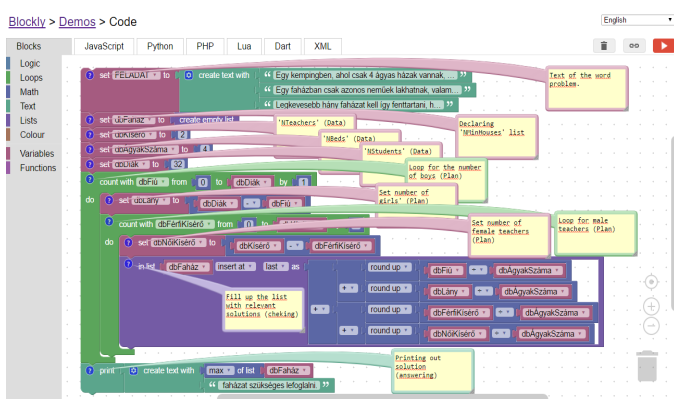 Blockly > Demos > Code
English
Blocks
JavaScript Python PHP Lua Dart XML
Logic
Loops
Math
Text
Lists
Colour
Variables
Functions
set FELADAT to create text with “ Egy kempingben, ahol csak 4 ágyas házak vannak, ... ”
“ Egy faházban csak azonos neműek lakhatnak, valam... ”
“ Legkevesebb hány faházat kell így fenttartani, h... ”
Text of the word
problem.
set dbFaház to create empty list
'NTeachers' (Data)
Declaring
'NMinHouses' list
set dbKísérő to 2
'NBeds' (Data)
set dbÁgyakSzáma to 4
'NStudents' (Data)
set dbDiák to 32
Loop for the number
of boys (Plan)
count with dbFiú from 0 to dbDiák by 1
Set number of
girls' (Plan)
do set dbLány to dbDiák - dbFiú
count with dbFérfiKísérő from 0 to
Set number of
female teachers
(Plan)
Loop for male
teachers (Plan)
do set dbNőiKísérő to dbKísérő - dbFérfiKísérő
in list dbFaház insert at last as
round up dbFiú ÷ dbÁgyakSzáma
+ round up dbLány ÷ dbÁgyakSzáma
+ round up dbFérfiKísérő ÷ dbÁgyakSzáma
+ round up dbNőiKísérő ÷ dbÁgyakSzáma
Fill up the list
with relevant
solutions (cheking)
Printing out
solution
(answering)
print create text with max of list dbFaház
“ faházat szükséges lefoglalni. ”